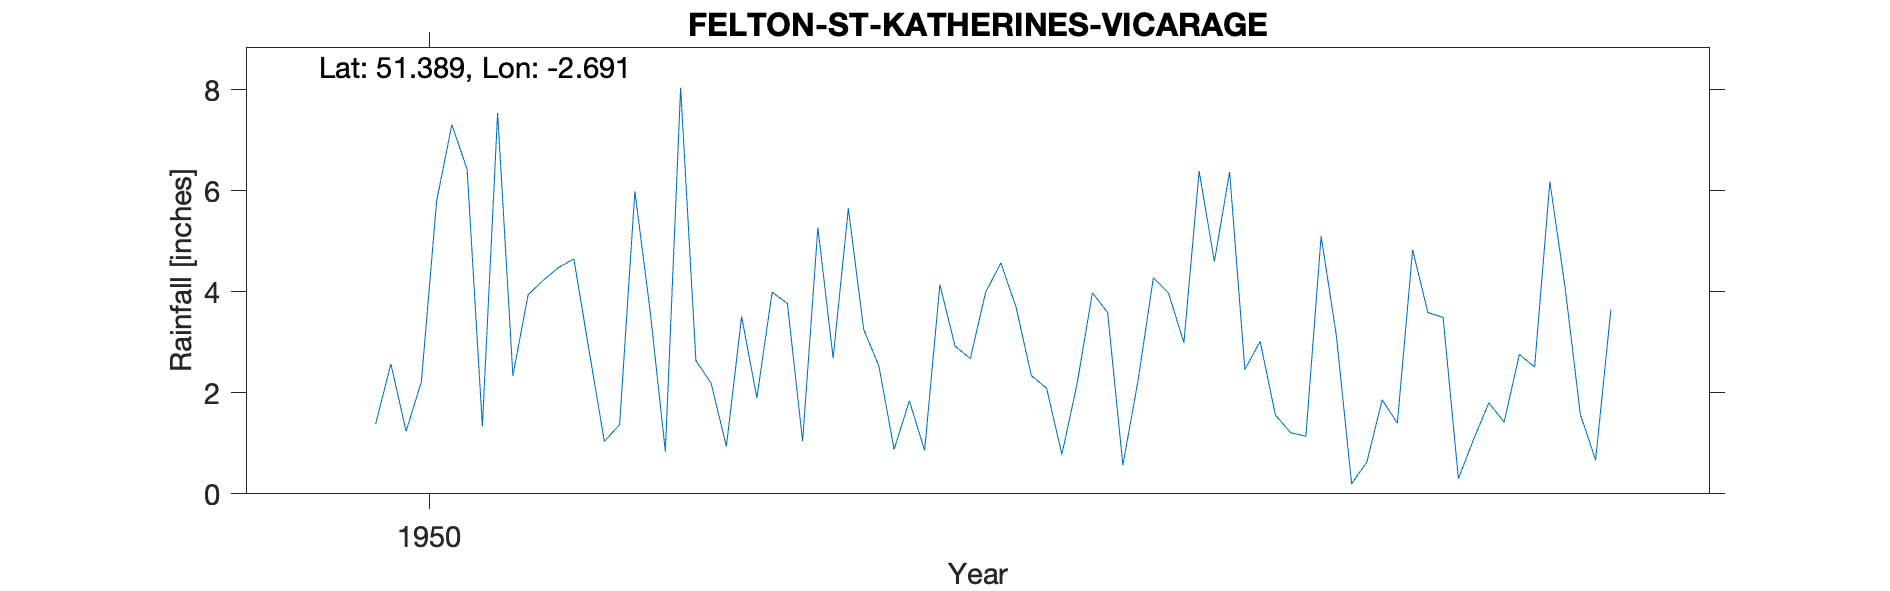 FELTON-ST-KATHERINES-VICARAGE
Lat: 51.389, Lon: -2.691
8
6
4
2
0
Rainfall [inches]
1950
Year